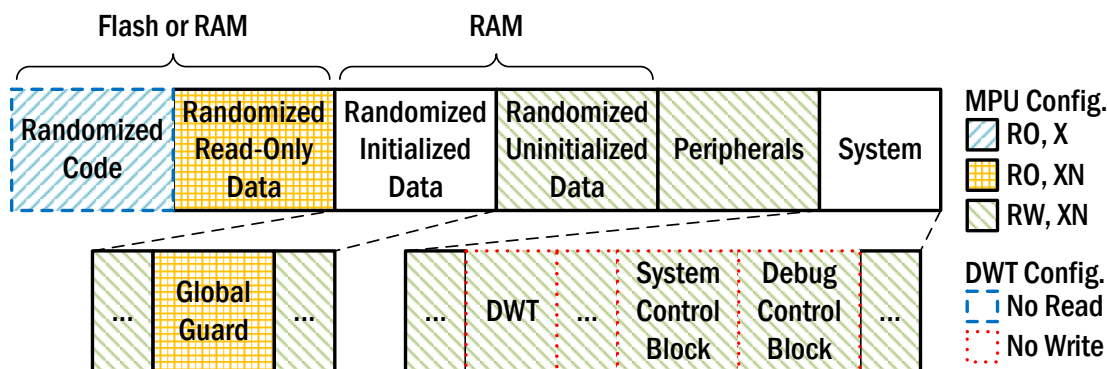 Flash or RAM
RAM
Randomized
Code
Randomized
Read-Only
Data
Randomized
Initialized
Data
Randomized
Uninitialized
Data
Peripherals
System
MPU Config.
RO, X
RO, XN
RW, XN
...
Global
Guard
...
...
DWT
...
System
Control
Block
Debug
Control
Block
...
DWT Config.
No Read
No Write